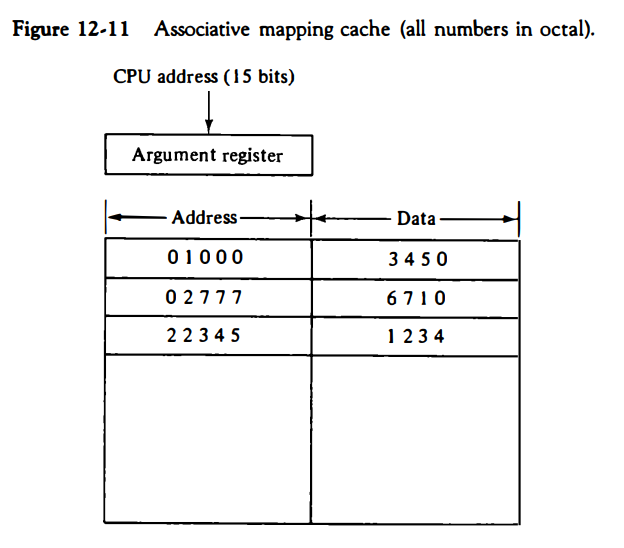 Figure 12-11 Associative mapping cache (all numbers in octal).
CPU address (15 bits)
Argument register
Address Data
01000 3450
02777 6710
22345 1234